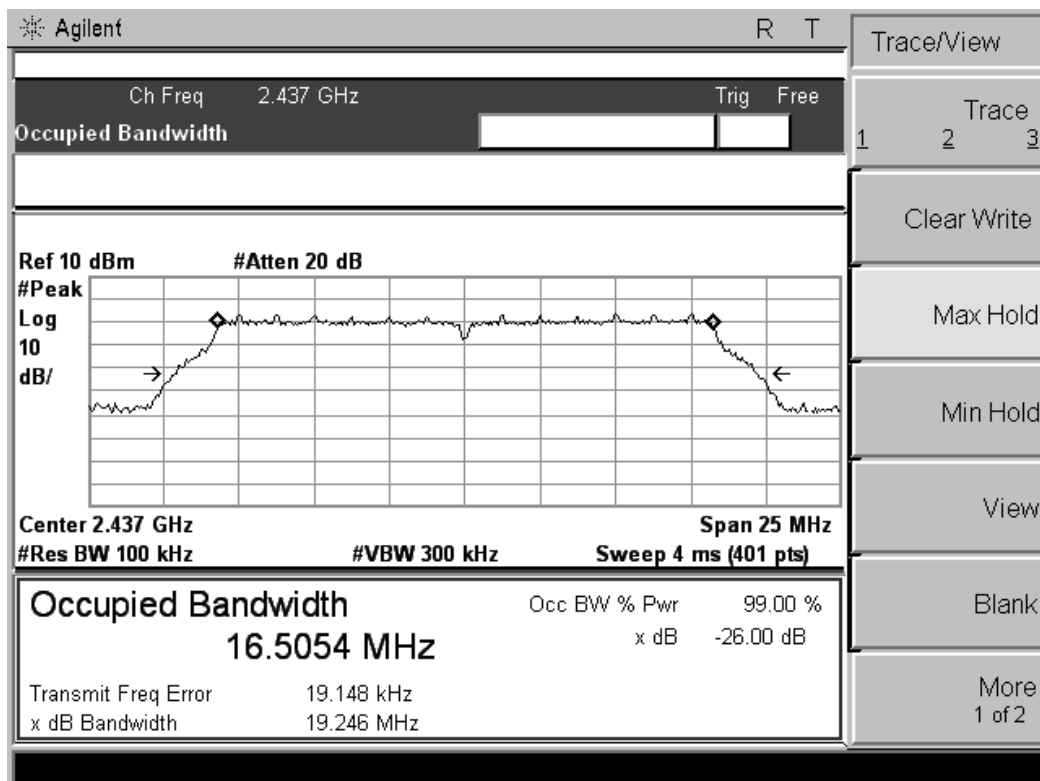 Agilent R T
Ch Freq 2.437 GHz Trig Free
Occupied Bandwidth
Ref 10 dBm #Atten 20 dB
#Peak
Log
10
dB/
Center 2.437 GHz Span 25 MHz
#Res BW 100 kHz #VBW 300 kHz Sweep 4 ms (401 pts)
Occupied Bandwidth
16.5054 MHz
Occ BW % Pwr 99.00 %
x dB -26.00 dB
Transmit Freq Error 19.148 kHz
x dB Bandwidth 19.246 MHz
Trace/View
Trace
1 2 3
Clear Write
Max Hold
Min Hold
View
Blank
More
1 of 2